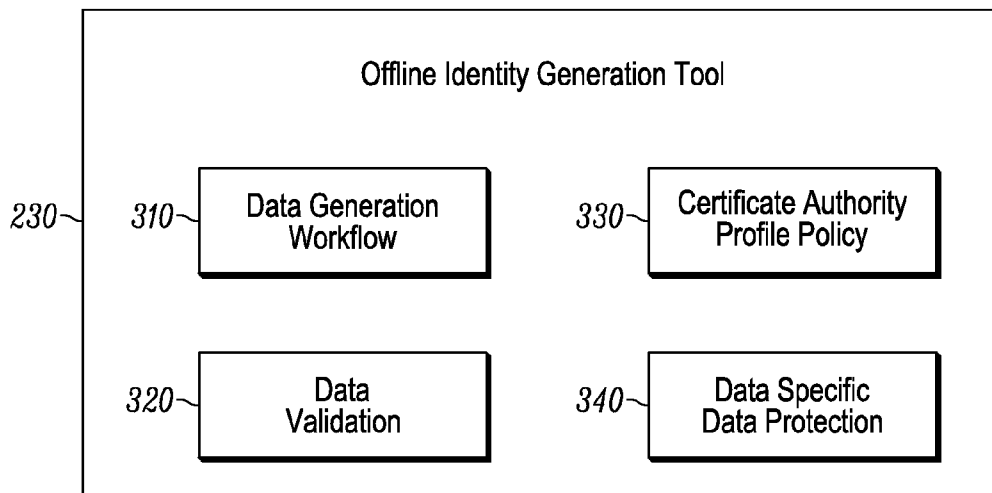 Offline Identity Generation Tool
230
310
Data Generation
Workflow
330
Certificate Authority
Profile Policy
320
Data
Validation
340
Data Specific
Data Protection